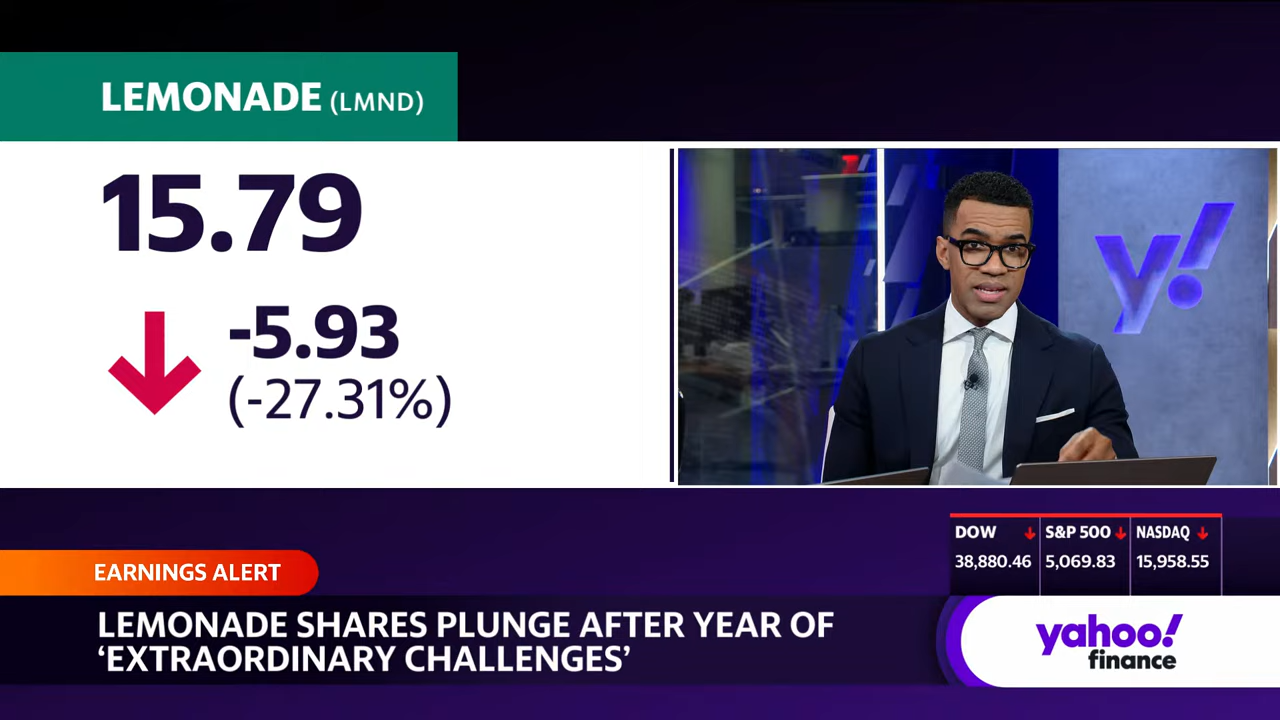 LEMONADE (LMND)
15.79
-5.93
(-27.31%)
y!
DOW S&P 500 NASDAQ
38,880.46 5,069.83 15,958.55
EARNINGS ALERT
LEMONADE SHARES PLUNGE AFTER YEAR OF
‘EXTRAORDINARY CHALLENGES’
yahoo!
finance